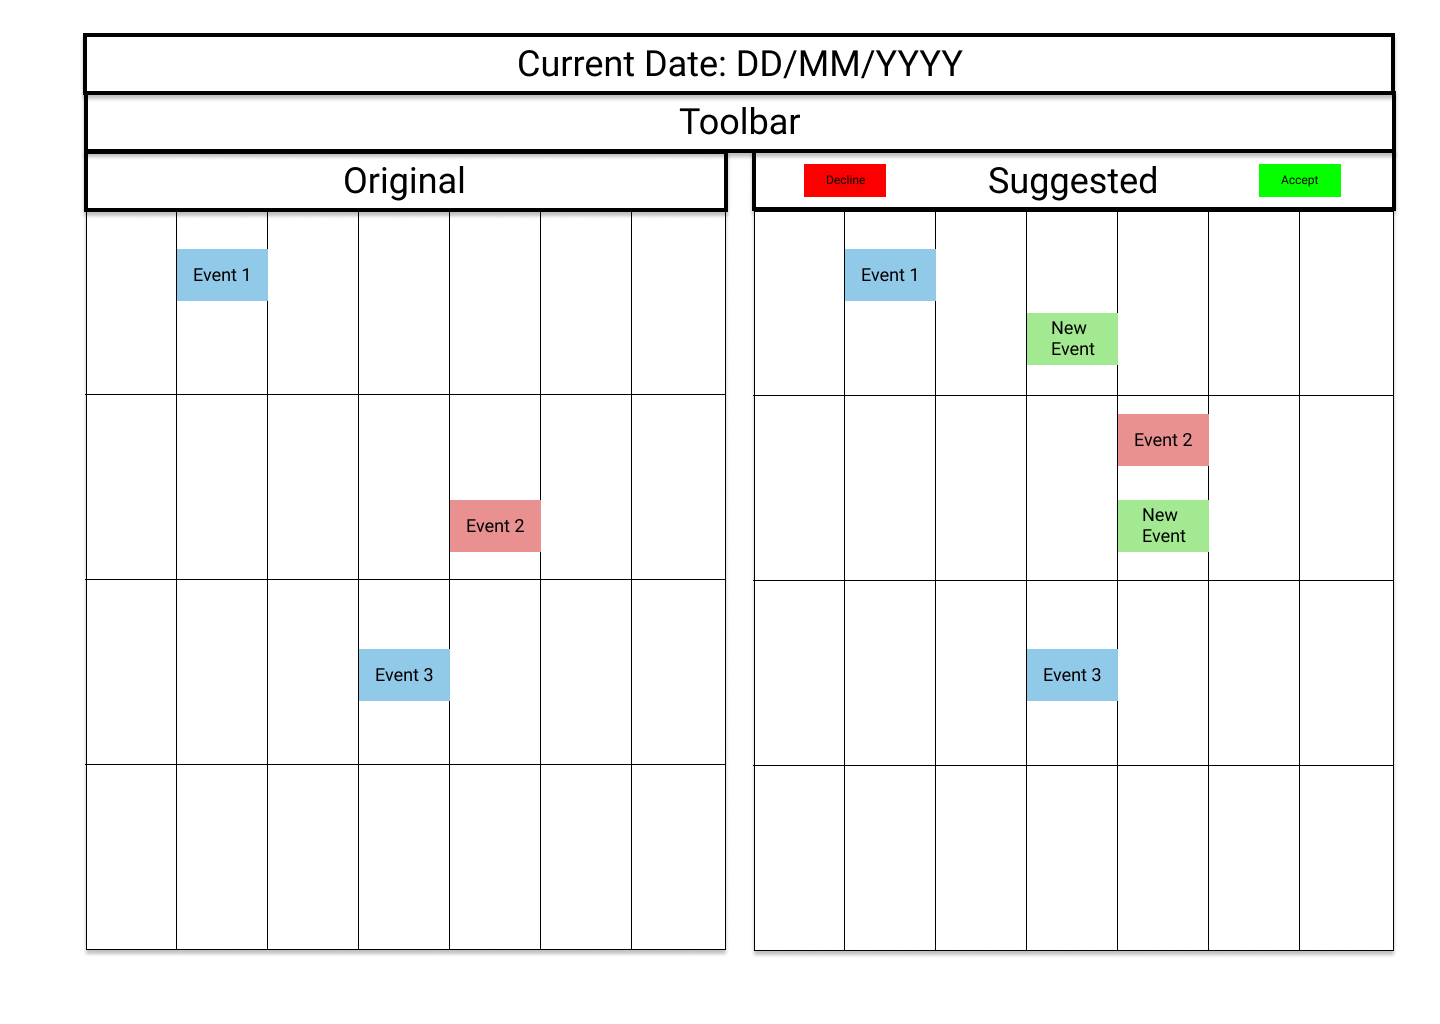 Current Date: DD/MM/YYYY
Toolbar
Original
Decline
Suggested
Accept
Event 1
Event 2
Event 3
Event 1
New
Event
Event 2
New
Event
Event 3